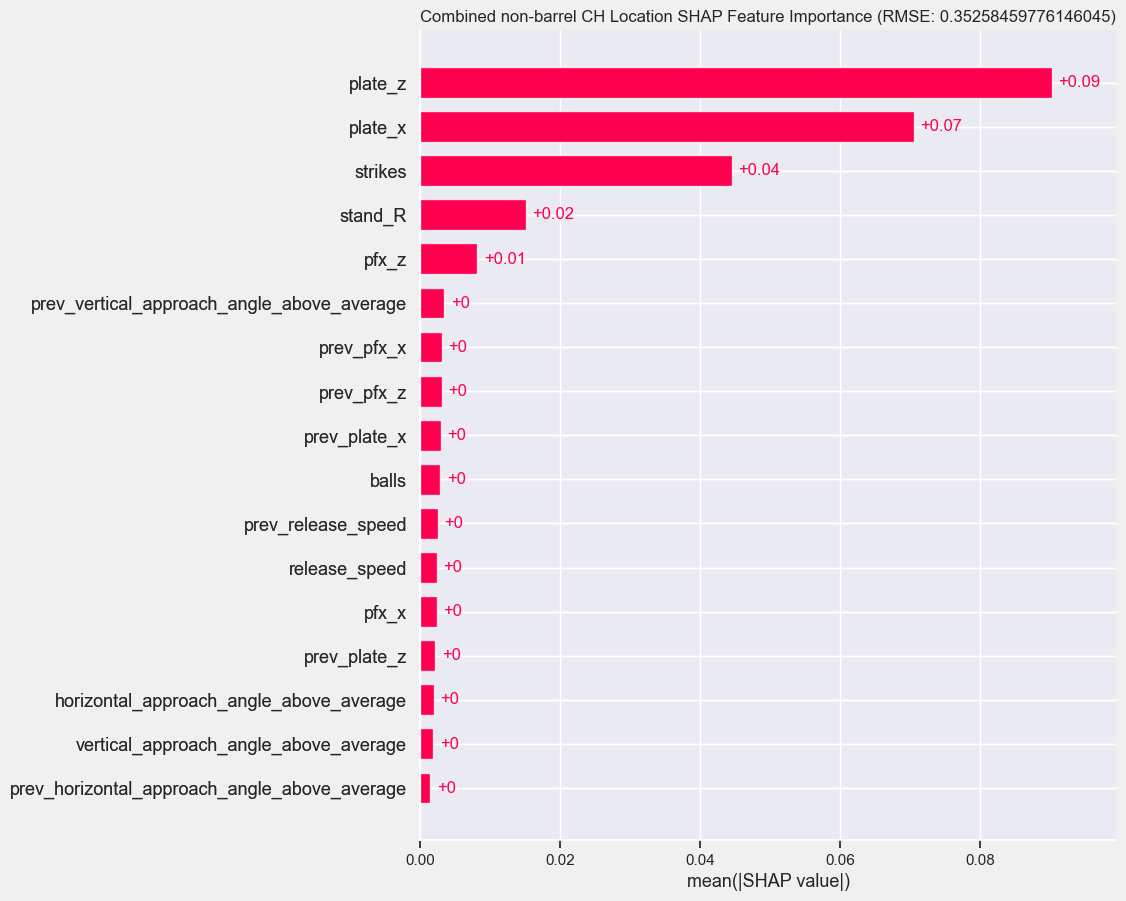 Combined non-barrel CH Location SHAP Feature Importance (RMSE: 0.35258459776146045)
plate_z +0.09
plate_x +0.07
strikes +0.04
stand_R +0.02
pfx_z +0.01
prev_vertical_approach_angle_above_average +0
prev_pfx_x +0
prev_pfx_z +0
prev_plate_x +0
balls +0
prev_release_speed +0
release_speed +0
pfx_x +0
prev_plate_z +0
horizontal_approach_angle_above_average +0
vertical_approach_angle_above_average +0
prev_horizontal_approach_angle_above_average +0
0.00 0.02 0.04 0.06 0.08
mean(|SHAP value|)